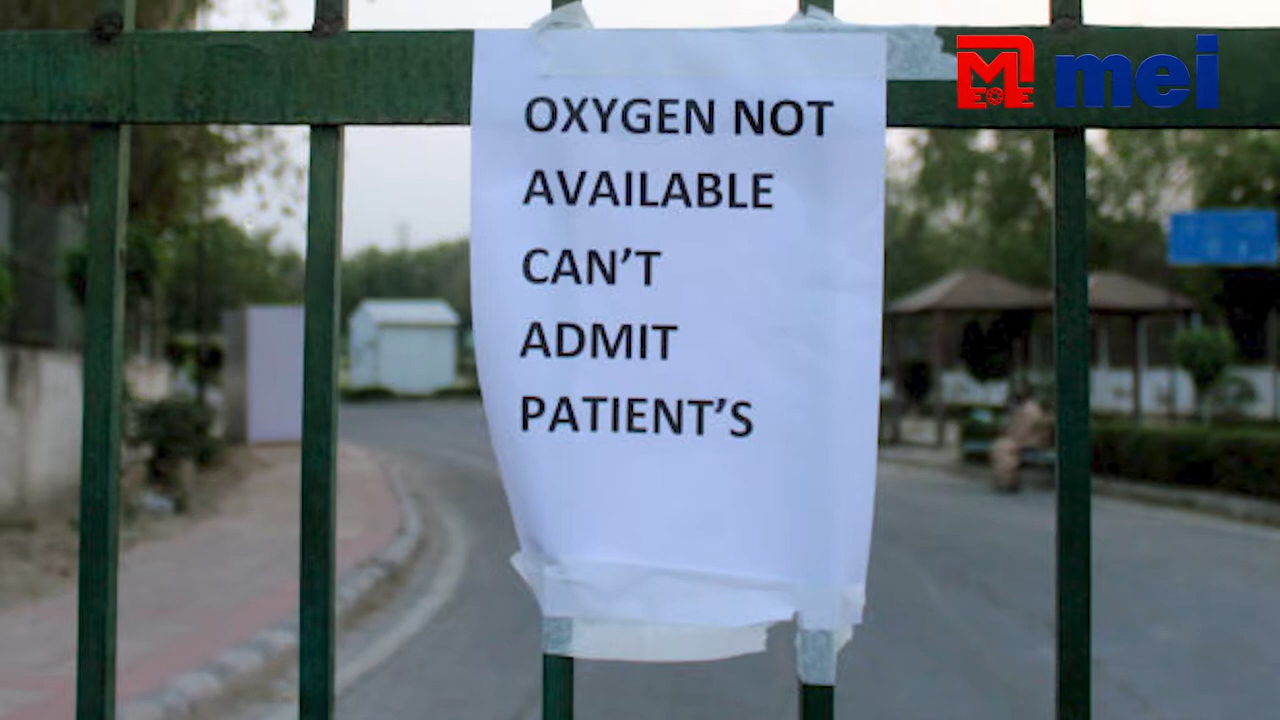 mei
OXYGEN NOT
AVAILABLE
CAN’T
ADMIT
PATIENT’S